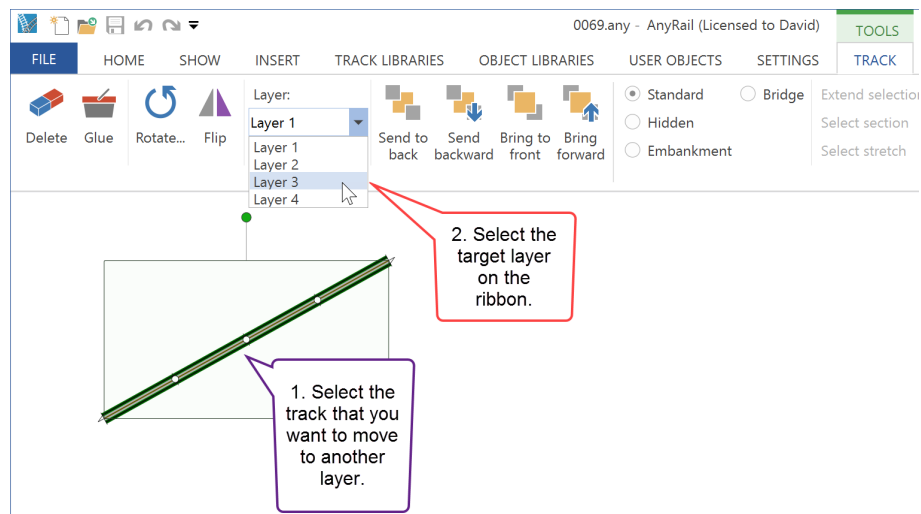 0069.any - AnyRail (Licensed to David)
TOOLS
FILE HOME SHOW INSERT TRACK LIBRARIES OBJECT LIBRARIES USER OBJECTS SETTINGS TRACK
Delete
Glue
Rotate...
Flip
Layer:
Layer 1
Layer 1
Layer 2
Layer 3
Layer 4
Send to
back
Send
backward
Bring to
front
Bring
forward
Standard
Hidden
Embankment
Bridge
Extend selection
Select section
Select stretch
2. Select the
target layer
on the
ribbon.
1. Select the
track that you
want to move
to another
layer.